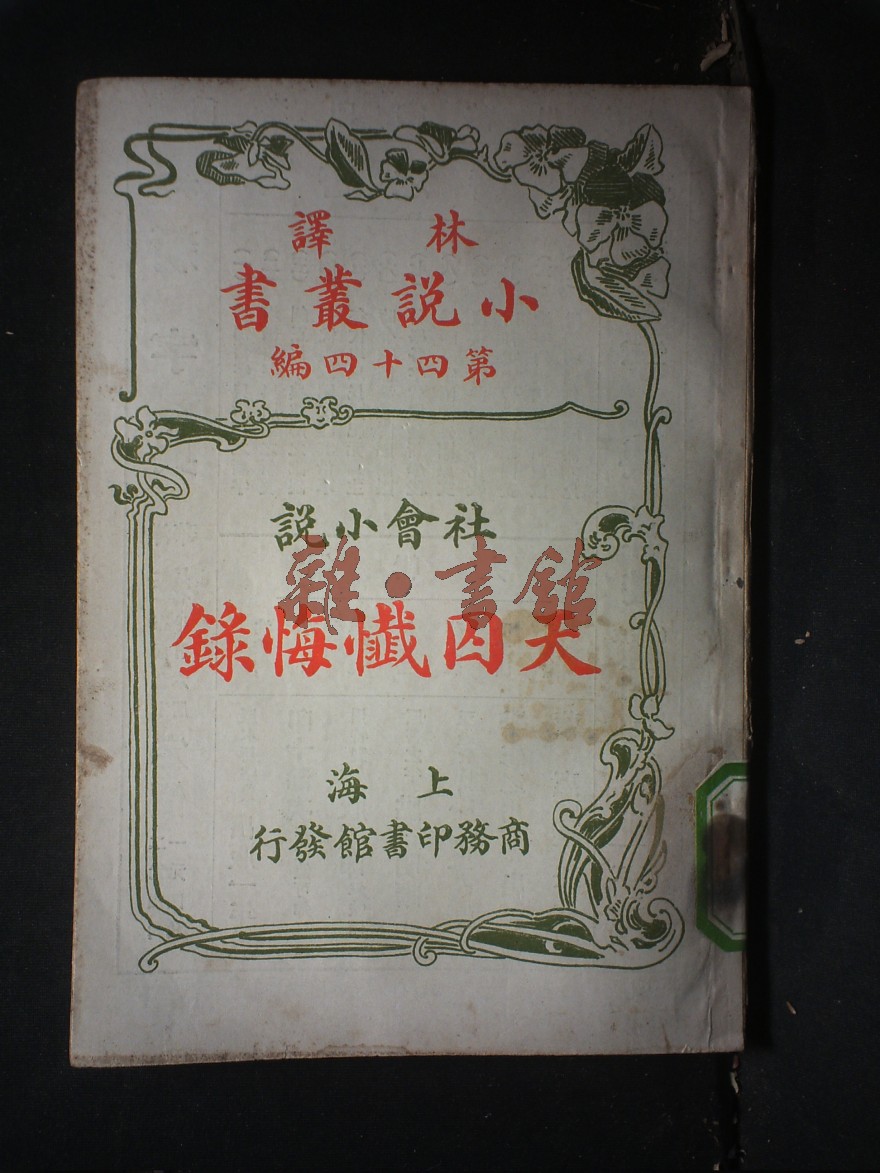 林譯
小說叢書
第四十四編
社會小說
雜·書館
天囚懺悔錄
上海
商務印書館發行